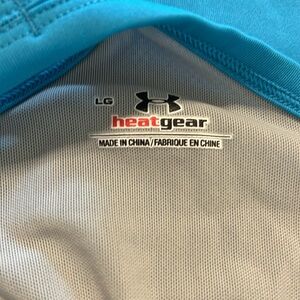 LG
heatgear
MADE IN CHINA/FABRIQUE EN CHINE